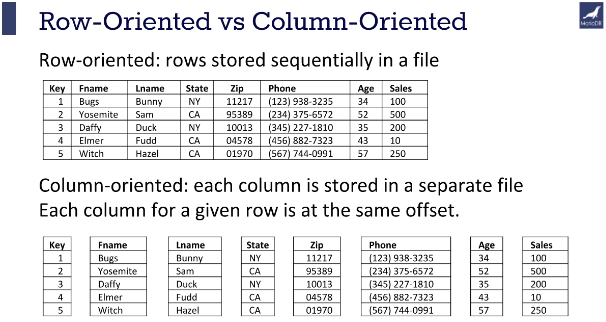 Row-Oriented vs Column-Oriented
MariaDB
Row-oriented: rows stored sequentially in a file
Key Fname Lname State Zip Phone Age Sales
1 Bugs Bunny NY 11217 (123) 938-3235 34 100
2 Yosemite Sam CA 95389 (234) 375-6572 52 500
3 Daffy Duck NY 10013 (345) 227-1810 35 200
4 Elmer Fudd CA 04578 (456) 882-7323 43 10
5 Witch Hazel CA 01970 (567) 744-0991 57 250
Column-oriented: each column is stored in a separate file
Each column for a given row is at the same offset.
Key Fname Lname State Zip Phone Age Sales
1 Bugs Bunny NY 11217 (123) 938-3235 34 100
2 Yosemite Sam CA 95389 (234) 375-6572 52 500
3 Daffy Duck NY 10013 (345) 227-1810 35 200
4 Elmer Fudd CA 04578 (456) 882-7323 43 10
5 Witch Hazel CA 01970 (567) 744-0991 57 250